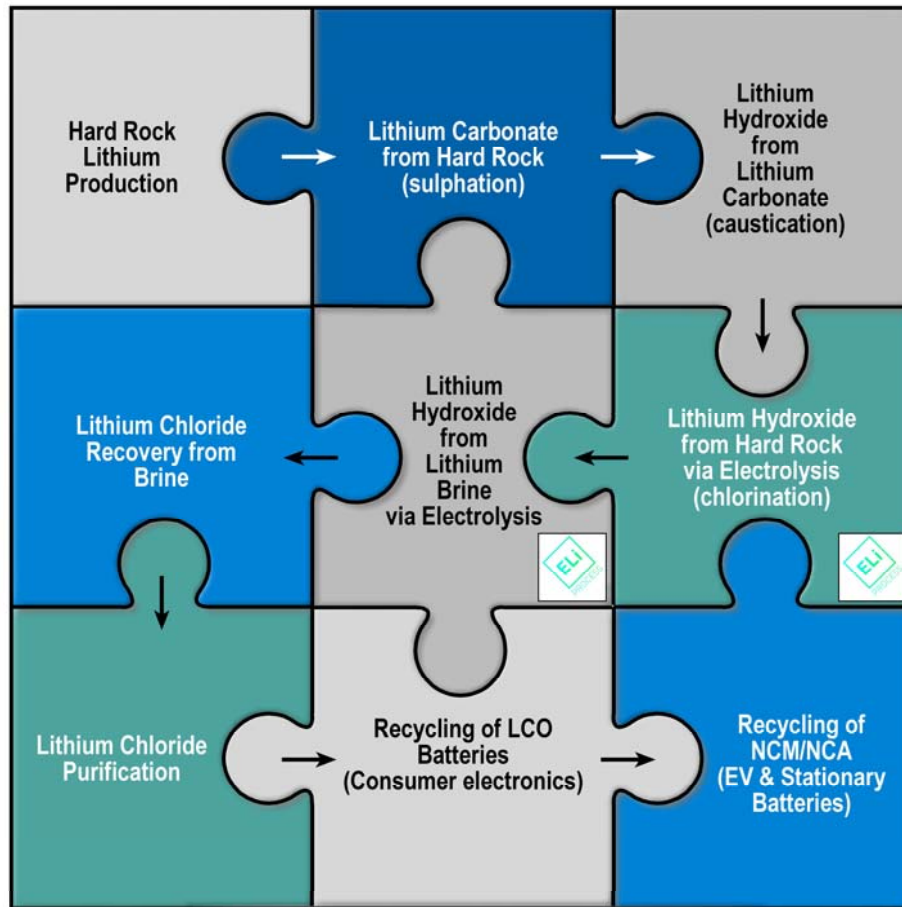 Hard Rock
Lithium
Production
Lithium Carbonate
from Hard Rock
(sulphation)
Lithium
Hydroxide
from
Lithium
Carbonate
(caustication)
Lithium Chloride
Recovery from
Brine
Lithium
Hydroxide
from
Lithium
Brine
via Electrolysis
ELi
PROCESS
Lithium Hydroxide
from Hard Rock
via Electrolysis
(chlorination)
ELi
PROCESS
Lithium Chloride
Purification
Recycling of LCO
Batteries
(Consumer electronics)
Recycling of
NCM/NCA
(EV & Stationary
Batteries)